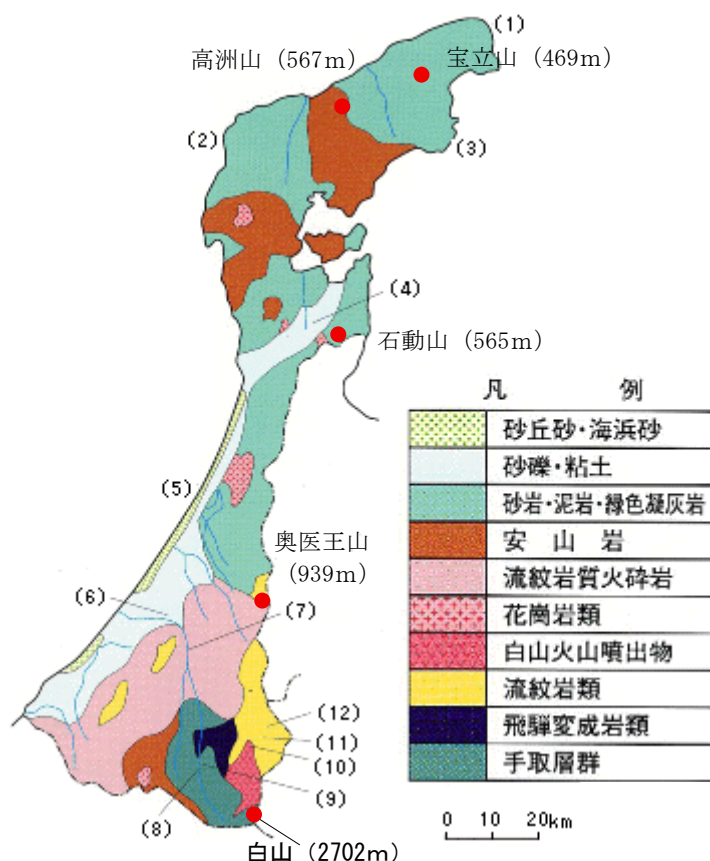 (1)
高洲山（567m）
宝立山（469m）
(2)
(3)
(4)
石動山（565m）
凡 例
砂丘砂・海浜砂
砂礫・粘土
砂岩・泥岩・緑色凝灰岩
安山岩
流紋岩質火砕岩
花崗岩類
白山火山噴出物
流紋岩類
飛騨変成岩類
手取層群
(5)
奥医王山
（939m）
(6)
(7)
(12)
(11)
(10)
(9)
(8)
0 10 20km
白山（2702m）